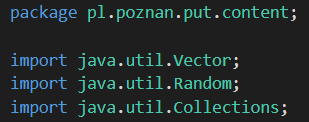 package pl.poznan.put.content;
import java.util.Vector;
import java.util.Random;
import java.util.Collections;